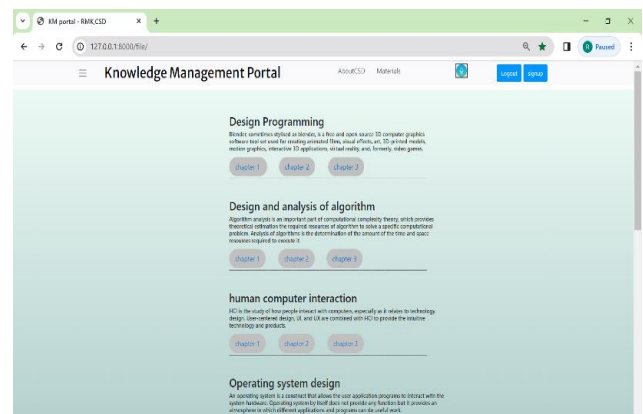 KM portal - RMK,CSD
127.0.0.1:8000/file/
Paused
Knowledge Management Portal
AboutCSD Materials
Logout signup
Design Programming
Blender, sometimes stylised as blender, is a free and open source 3D computer graphics
software tool set used for creating animated films, visual effects, art, 3D-printed models,
motion graphics, interactive 3D applications, virtual reality, and, formerly, video games.
chapter 1 chapter 2 chapter 3
Design and analysis of algorithm
Algorithm analysis is an important part of computational complexity theory, which provides
theoretical estimation the required resources of algorithm to solve a specific computational
problem. Analysis of algorithms is the determination of the amount of the time and space
resources required to execute it
chapter 1 chapter 2 chapter 3
human computer interaction
HCI is the study of how people interact with computers, especially as it relates to technology
design. User-centered design, UI, and UX are combined with HCI to provide the intuitive
technology and products.
chapter 1 chapter 2 chapter 3
Operating system design
An operating system is a construct that allows the user application programs to interact with the
system hardware. Operating system by itself does not provide any function but it provides an
atmosphere in which different applications and programs can do useful work.